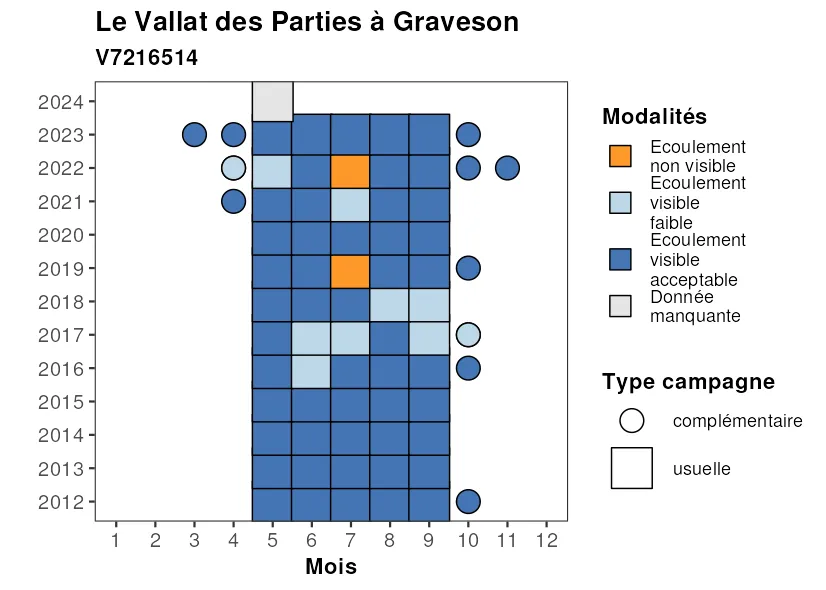 Le Vallat des Parties à Graveson
V7216514
2024
2023
2022
2021
2020
2019
2018
2017
2016
2015
2014
2013
2012
1 2 3 4 5 6 7 8 9 10 11 12
Mois
Modalités
Ecoulement
non visible
Ecoulement
visible
faible
Ecoulement
visible
acceptable
Donnée
manquante
Type campagne
complémentaire
usuelle